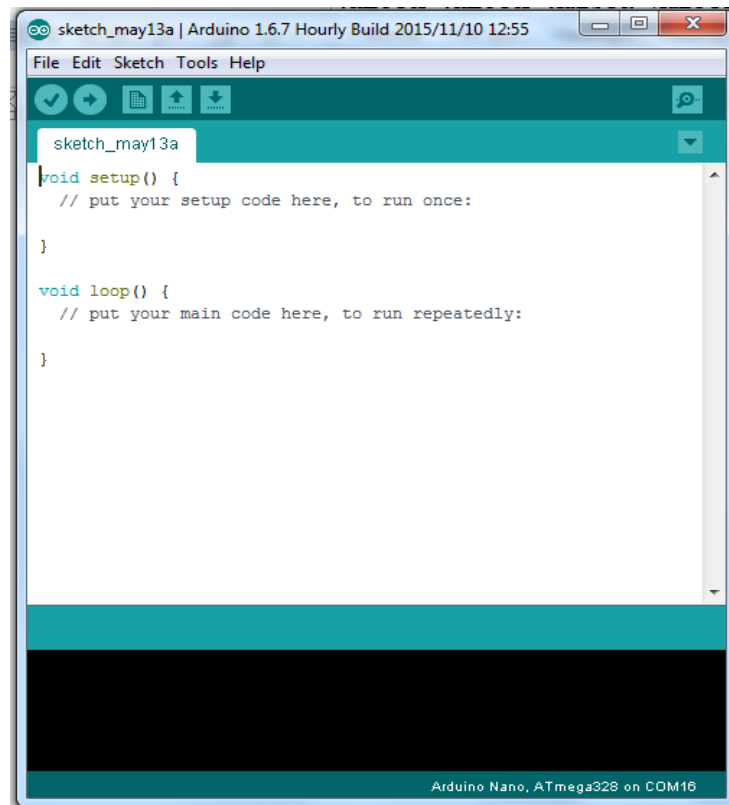 sketch_may13a | Arduino 1.6.7 Hourly Build 2015/11/10 12:55
File Edit Sketch Tools Help
sketch_may13a
void setup() {
  // put your setup code here, to run once:
}
void loop() {
  // put your main code here, to run repeatedly:
}
Arduino Nano, ATmega328 on COM16